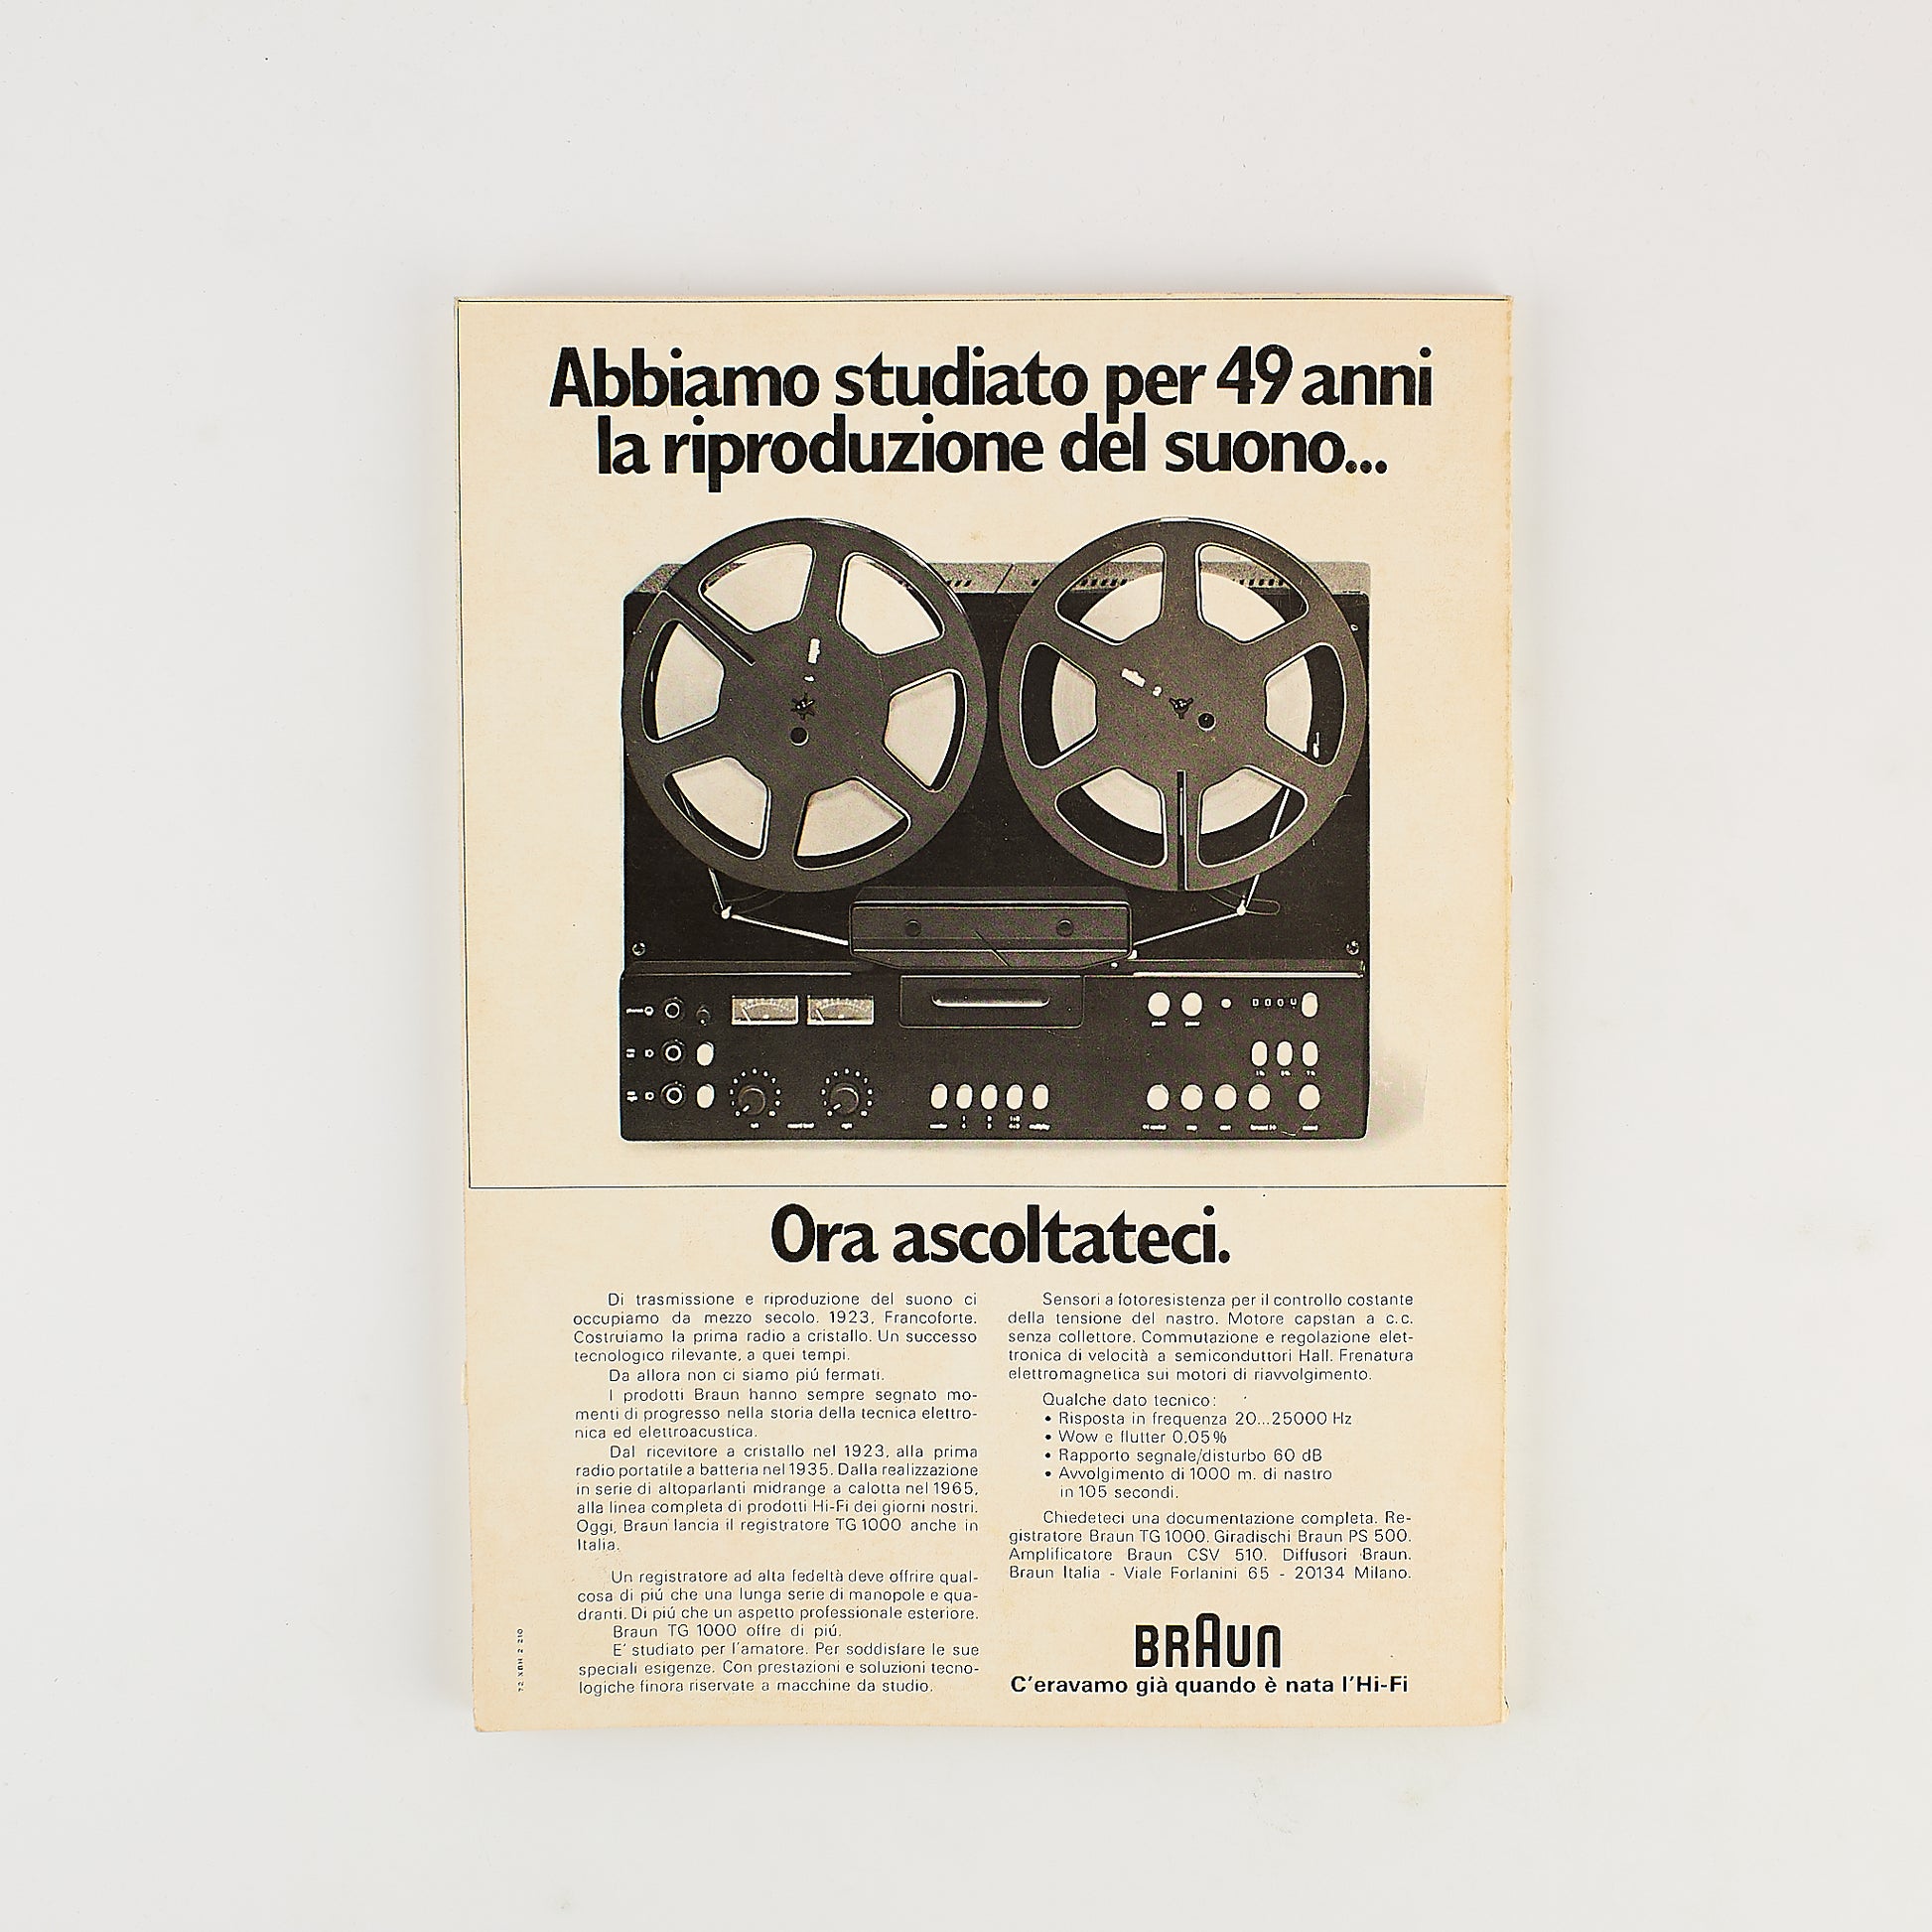 Abbiamo studiato per 49 anni
la riproduzione del suono...
Ora ascoltateci.
Di trasmissione e riproduzione del suono ci
occupiamo da mezzo secolo. 1923, Francoforte.
Costruiamo la prima radio a cristallo. Un successo
tecnologico rilevante, a quei tempi.
Da allora non ci siamo piú fermati.
I prodotti Braun hanno sempre segnato mo-
menti di progresso nella storia della tecnica elettro-
nica ed elettroacustica.
Dal ricevitore a cristallo nel 1923, alla prima
radio portatile a batteria nel 1935. Dalla realizzazione
in serie di altoparlanti midrange a calotta nel 1965,
alla linea completa di prodotti Hi-Fi dei giorni nostri.
Oggi, Braun lancia il registratore TG 1000 anche in
Italia.
Un registratore ad alta fedeltà deve offrire qual-
cosa di piú che una lunga serie di manopole e qua-
dranti. Di piú che un aspetto professionale esteriore.
Braun TG 1000 offre di piú.
E' studiato per l'amatore. Per soddisfare le sue
speciali esigenze. Con prestazioni e soluzioni tecno-
logiche finora riservate a macchine da studio.
Sensori a fotoresistenza per il controllo costante
della tensione del nastro. Motore capstan a c.c.
senza collettore. Commutazione e regolazione elet-
tronica di velocità a semiconduttori Hall. Frenatura
elettromagnetica sui motori di riavvolgimento.
Qualche dato tecnico:
• Risposta in frequenza 20...25000 Hz
• Wow e flutter 0,05%
• Rapporto segnale/disturbo 60 dB
• Avvolgimento di 1000 m. di nastro
in 105 secondi.
Chiedeteci una documentazione completa. Re-
gistratore Braun TG 1000. Giradischi Braun PS 500.
Amplificatore Braun CSV 510. Diffusori Braun.
Braun Italia - Viale Forlanini 65 - 20134 Milano.
BRAUN
C'eravamo già quando è nata l'Hi-Fi
72 XBH 2 210